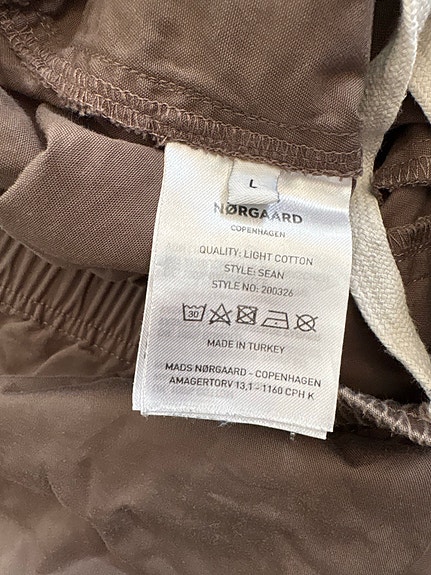 L
NØRGAARD
COPENHAGEN
QUALITY: LIGHT COTTON
STYLE: SEAN
STYLE NO: 200326
30
MADE IN TURKEY
MADS NØRGAARD - COPENHAGEN
AMAGERTORV 13,1 - 1160 CPH K